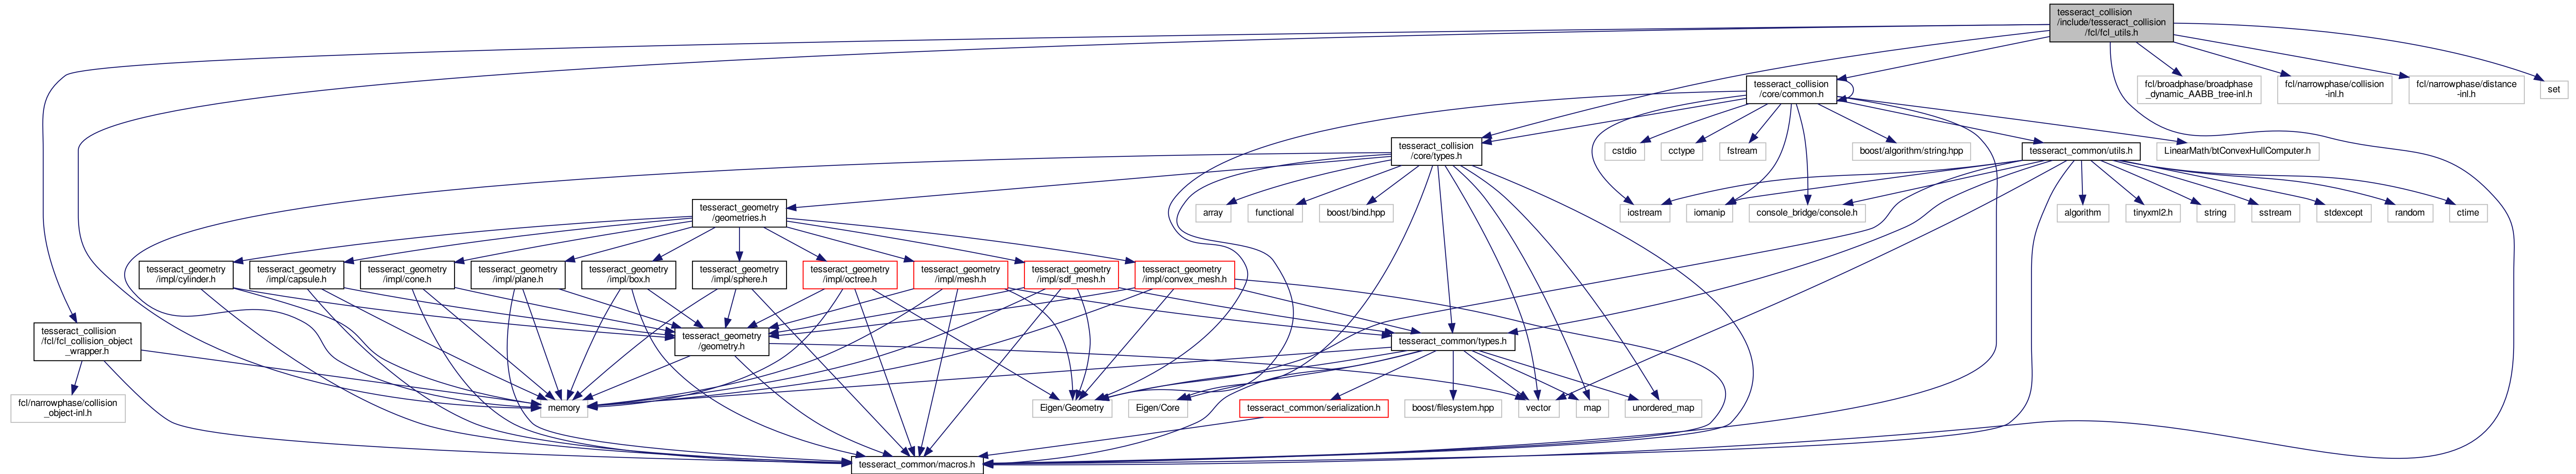 tesseract_collision
/include/tesseract_collision
/fcl/fcl_utils.h
tesseract_collision
/core/common.h
fcl/broadphase/broadphase
_dynamic_AABB_tree-inl.h
fcl/narrowphase/collision
-inl.h
fcl/narrowphase/distance
-inl.h
set
tesseract_collision
/core/types.h
cstdio
cctype
fstream
boost/algorithm/string.hpp
tesseract_common/utils.h
LinearMath/btConvexHullComputer.h
tesseract_geometry
/geometries.h
array
functional
boost/bind.hpp
iostream
iomanip
console_bridge/console.h
algorithm
tinyxml2.h
string
sstream
stdexcept
random
ctime
tesseract_geometry
/impl/cylinder.h
tesseract_geometry
/impl/capsule.h
tesseract_geometry
/impl/cone.h
tesseract_geometry
/impl/plane.h
tesseract_geometry
/impl/box.h
tesseract_geometry
/impl/sphere.h
tesseract_geometry
/impl/octree.h
tesseract_geometry
/impl/mesh.h
tesseract_geometry
/impl/sdf_mesh.h
tesseract_geometry
/impl/convex_mesh.h
tesseract_collision
/fcl/fcl_collision_object
_wrapper.h
tesseract_geometry
/geometry.h
tesseract_common/types.h
fcl/narrowphase/collision
_object-inl.h
memory
Eigen/Geometry
Eigen/Core
tesseract_common/serialization.h
boost/filesystem.hpp
vector
map
unordered_map
tesseract_common/macros.h